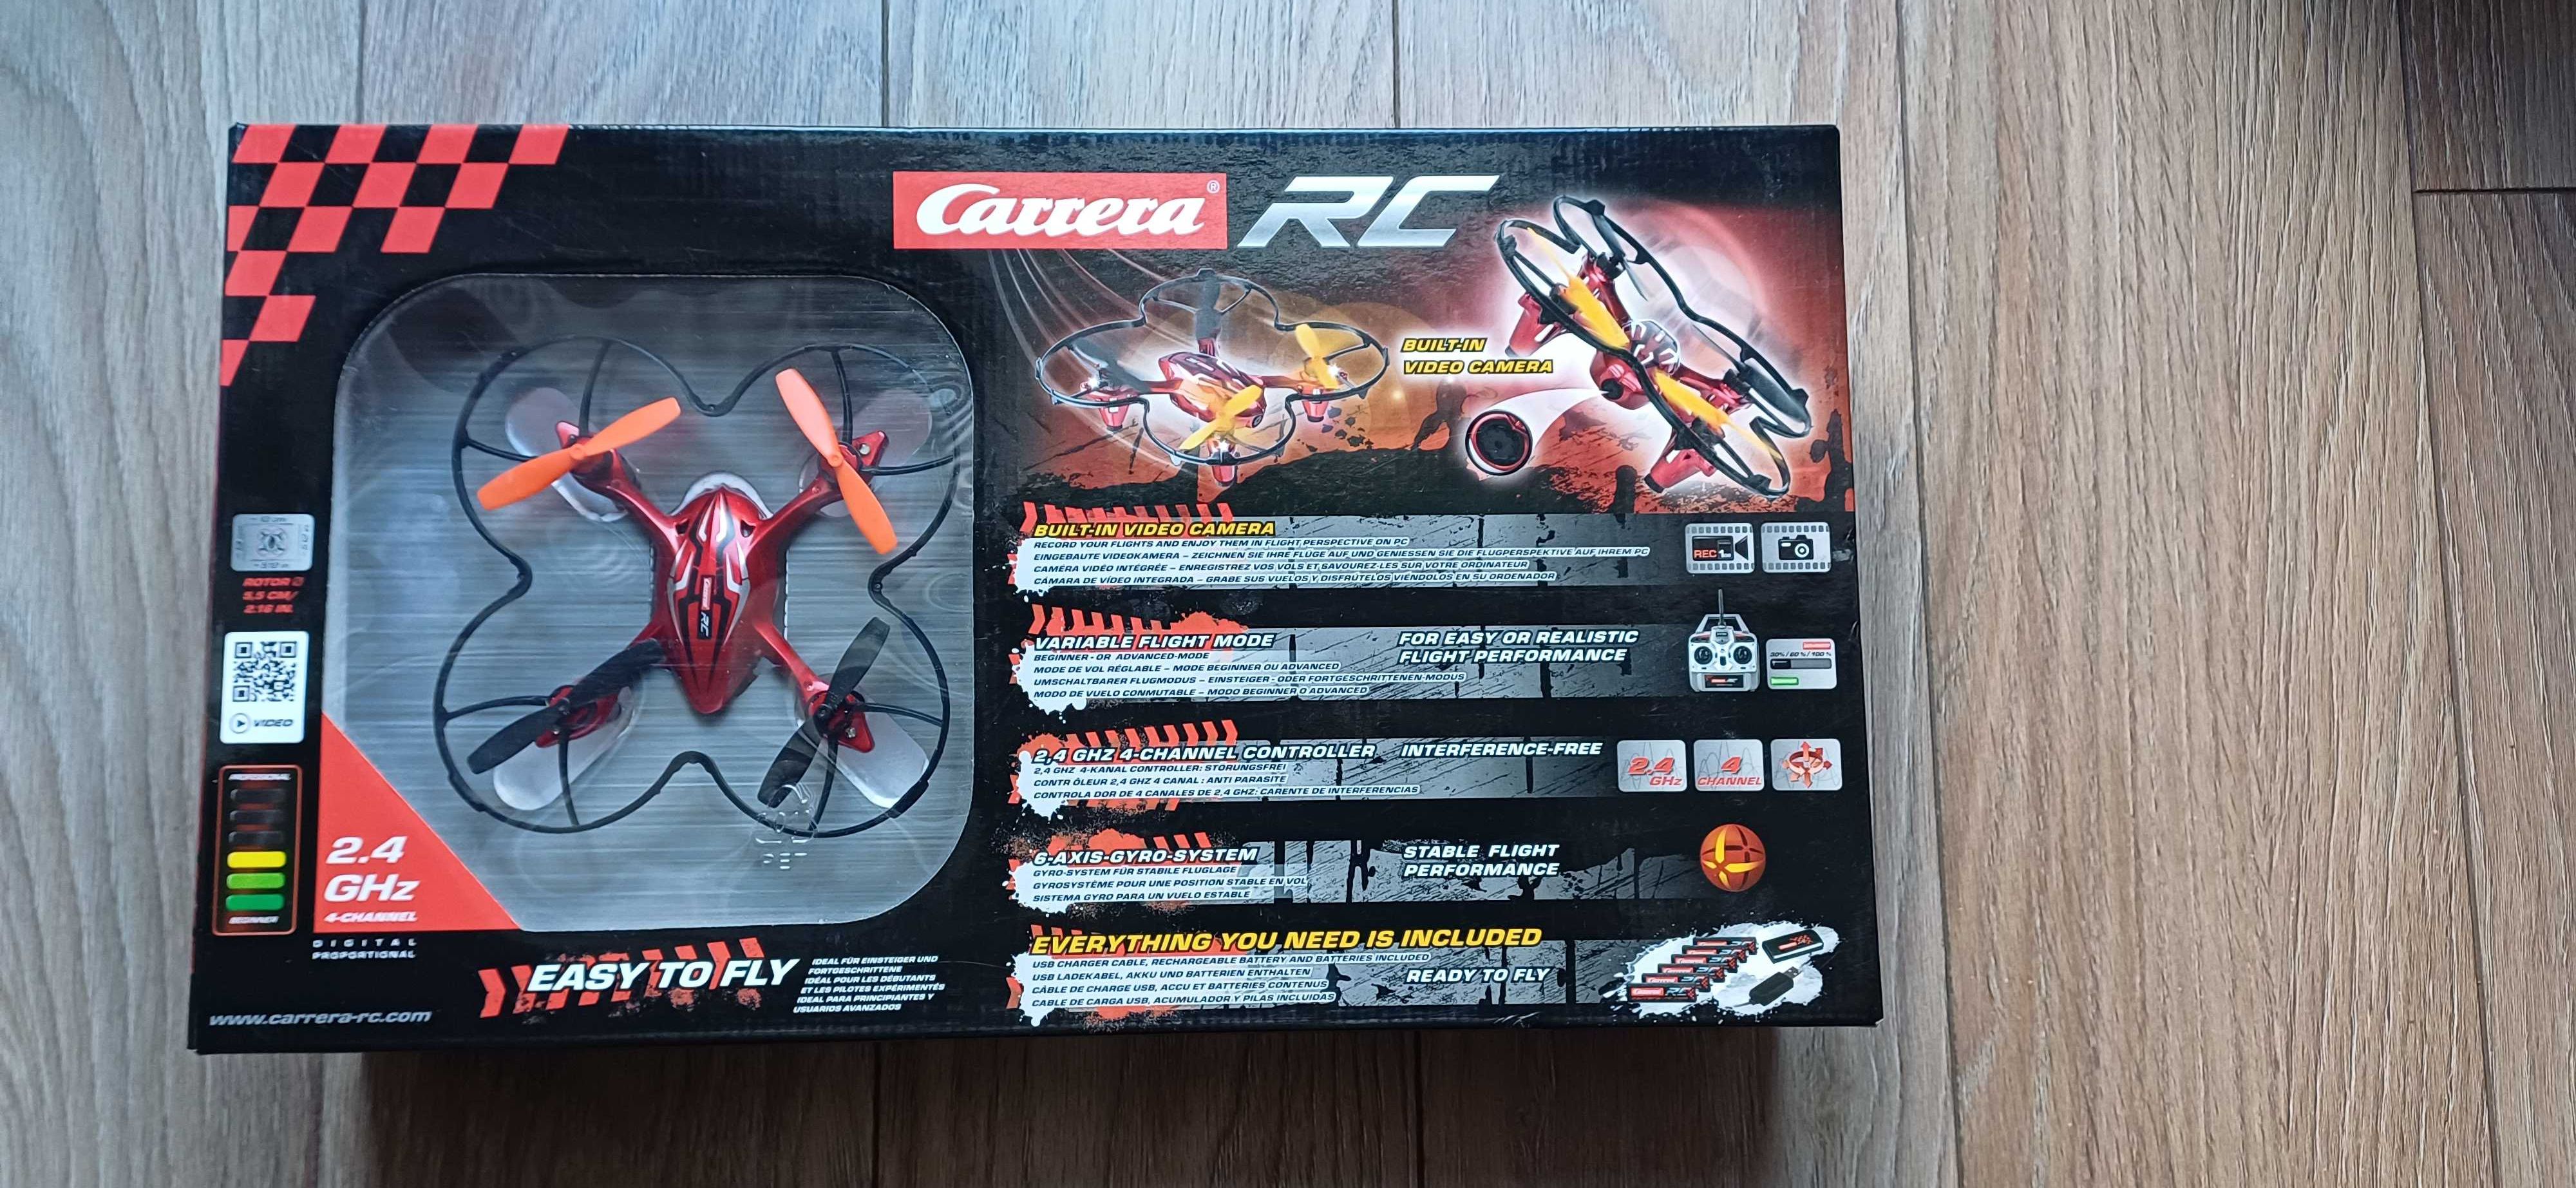 Carrera® RC
BUILT-IN
VIDEO CAMERA
BUILT-IN VIDEO CAMERA
RECORD YOUR FLIGHTS AND ENJOY THEM IN FLIGHT PERSPECTIVE ON PC
EINGEBAUTE VIDEOKAMERA – ZEICHNEN SIE IHRE FLÜGE AUF UND GENIESSEN SIE DIE FLUGPERSPEKTIVE AUF IHREM PC
CAMÉRA VIDÉO INTÉGRÉE – ENREGISTREZ VOS VOLS ET SAVOUREZ-LES SUR VOTRE ORDINATEUR
CÁMARA DE VÍDEO INTEGRADA – GRABE SUS VUELOS Y DISFRÚTELOS VIÉNDOLOS EN SU ORDENADOR
REC
VARIABLE FLIGHT MODE
BEGINNER - OR ADVANCED-MODE
MODE DE VOL RÉGLABLE – MODE BEGINNER OU ADVANCED
UMSCHALTBARER FLUGMODUS – EINSTEIGER - ODER FORTGESCHRITTENEN-MODUS
MODO DE VUELO CONMUTABLE – MODO BEGINNER O ADVANCED
FOR EASY OR REALISTIC
FLIGHT PERFORMANCE
30% / 60 % / 100 %
2,4 GHZ 4-CHANNEL CONTROLLER INTERFERENCE-FREE
2,4 GHZ 4-KANAL CONTROLLER: STÖRUNGSFREI
CONTR ÔLEUR 2,4 GHZ 4 CANAL : ANTI PARASITE
CONTROLA DOR DE 4 CANALES DE 2,4 GHZ: CARENTE DE INTERFERENCIAS
2.4
GHz
4
CHANNEL
6-AXIS-GYRO-SYSTEM
GYRO-SYSTEM FÜR STABILE FLUGLAGE
GYROSYSTÈME POUR UNE POSITION STABLE EN VOL
SISTEMA GYRO PARA UN VUELO ESTABLE
STABLE FLIGHT
PERFORMANCE
EVERYTHING YOU NEED IS INCLUDED
USB CHARGER CABLE, RECHARGEABLE BATTERY AND BATTERIES INCLUDED
USB LADEKABEL, AKKU UND BATTERIEN ENTHALTEN
CÂBLE DE CHARGE USB, ACCU ET BATTERIES CONTENUS
CABLE DE CARGA USB, ACUMULADOR Y PILAS INCLUIDAS
READY TO FLY
ROTOR Ø
5,5 CM/
2.16 IN.
VIDEO
PROFESSIONAL
BEGINNER
2.4
GHz
4-CHANNEL
DIGITAL
PROPORTIONAL
Carrera RC
PET
EASY TO FLY
IDEAL FÜR EINSTEIGER UND
FORTGESCHRITTENE
IDÉAL POUR LES DÉBUTANTS
ET LES PILOTES EXPÉRIMENTÉS
IDEAL PARA PRINCIPIANTES Y
USUARIOS AVANZADOS
www.carrera-rc.com